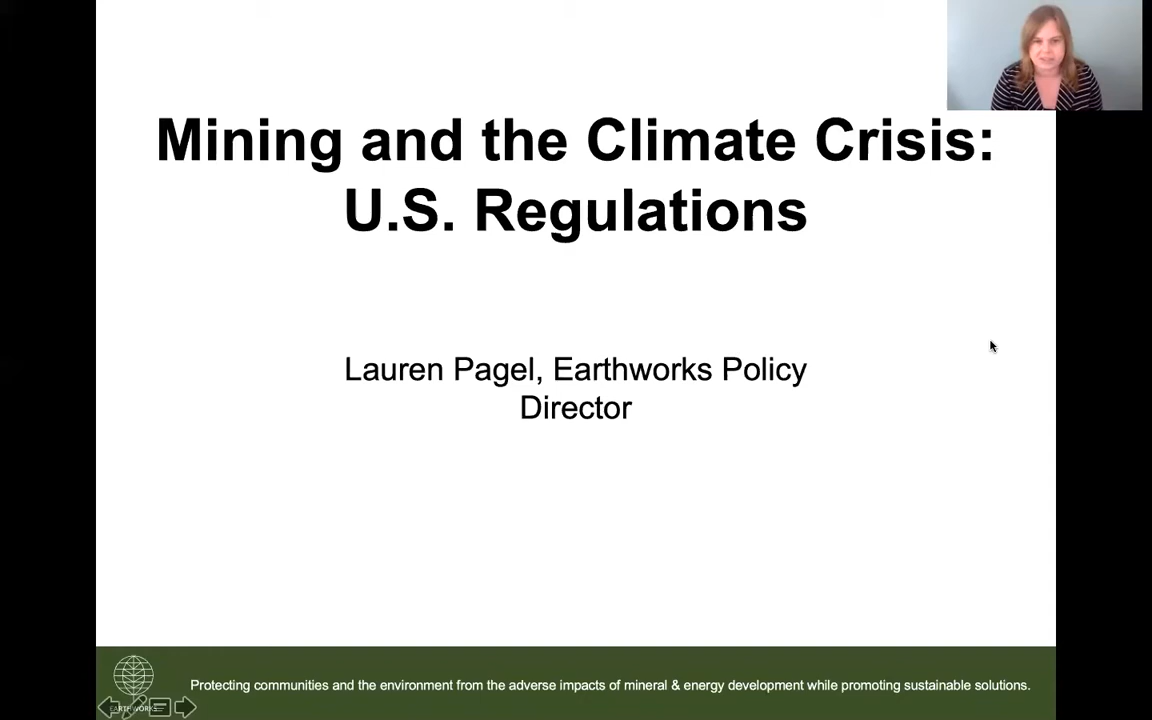 Mining and the Climate Crisis:
U.S. Regulations
Lauren Pagel, Earthworks Policy
Director
Protecting communities and the environment from the adverse impacts of mineral & energy development while promoting sustainable solutions.
EARTHWORKS